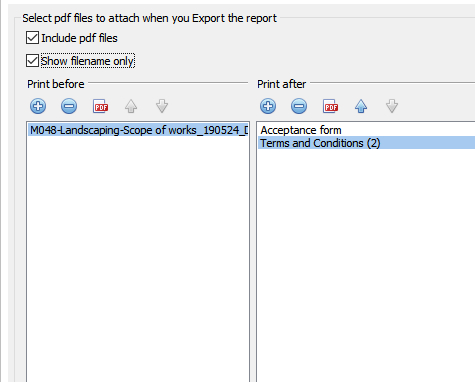 Select pdf files to attach when you Export the report
Include pdf files
Show filename only
Print before
Print after
PDF
PDF
M048-Landscaping-Scope of works_190524_D
Acceptance form
Terms and Conditions (2)